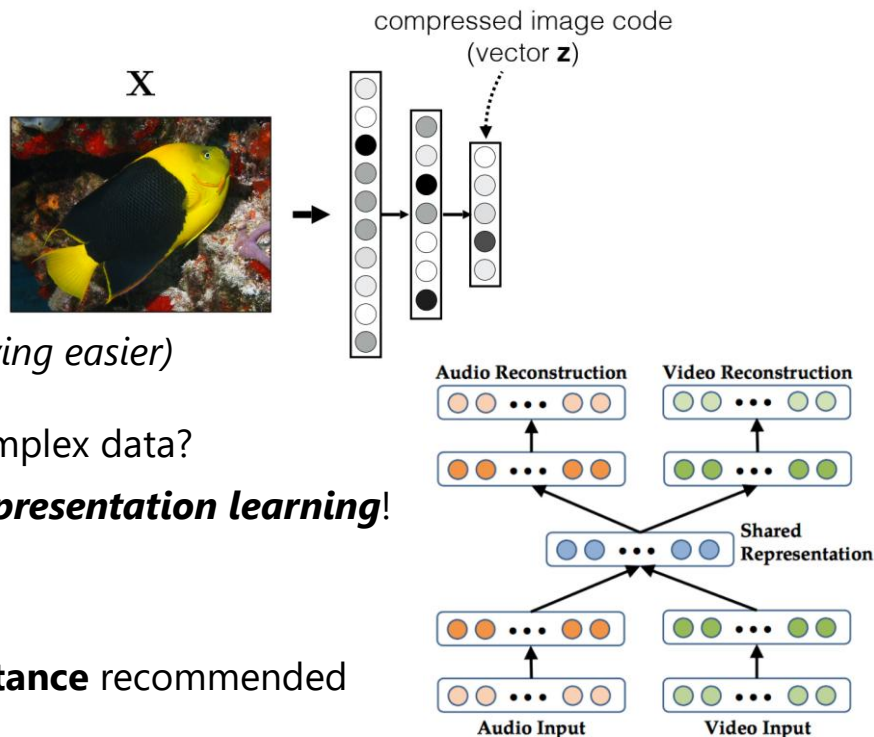 compressed image code
(vector z)
X
ving easier)
mplex data?
presentation learning!
tance recommended
Audio Reconstruction
Video Reconstruction
Shared
Representation
Audio Input
Video Input